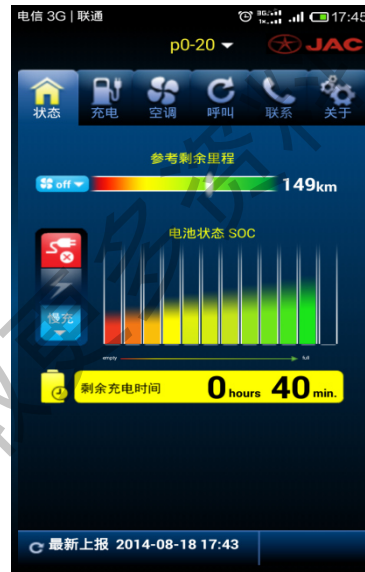 电信 3G | 联通 17:45
p0-20 JAC
状态 充电 空调 呼叫 联系 关于
参考剩余里程
off 149km
电池状态 SOC
慢充
empty full
剩余充电时间 0 hours 40 min.
最新上报 2014-08-18 17:43